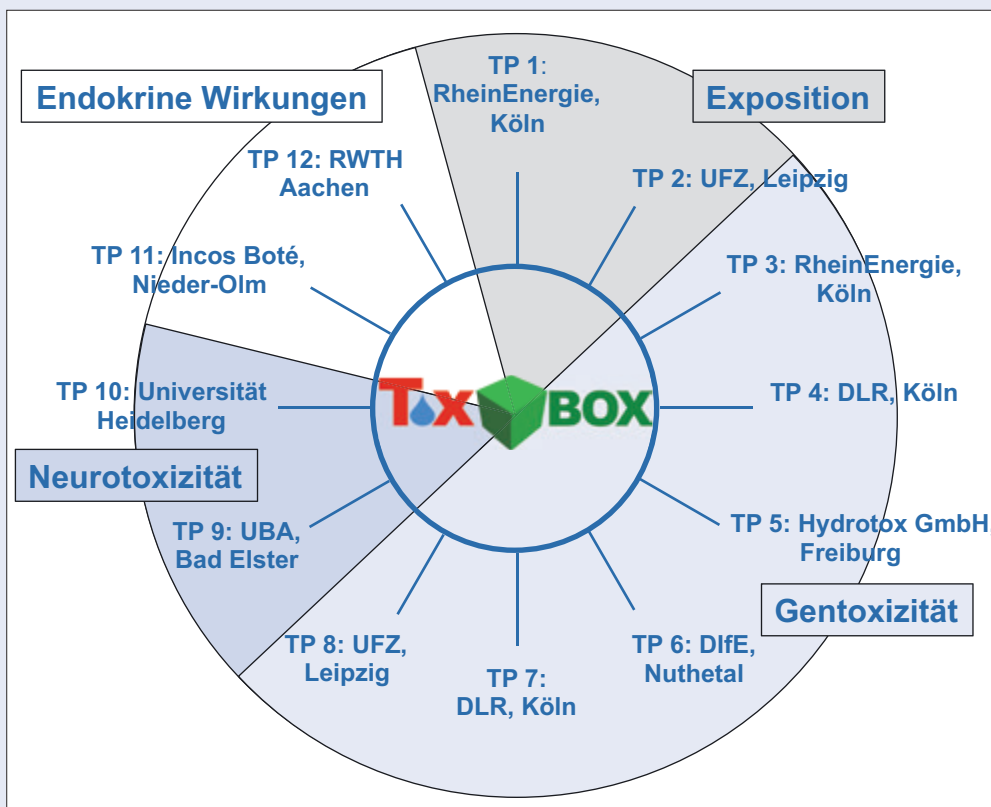 Endokrine Wirkungen
Exposition
TP 1:
RheinEnergie,
Köln
TP 2: UFZ, Leipzig
TP 3: RheinEnergie,
Köln
TP 4: DLR, Köln
TP 5: Hydrotox GmbH
Freiburg
Gentoxizität
TP 6: DIfE,
Nuthetal
TP 7:
DLR, Köln
TP 8: UFZ,
Leipzig
TP 9: UBA,
Bad Elster
Neurotoxizität
TP 10: Universität
Heidelberg
TP 11: Incos Boté,
Nieder-Olm
TP 12: RWTH
Aachen
Tox BOX